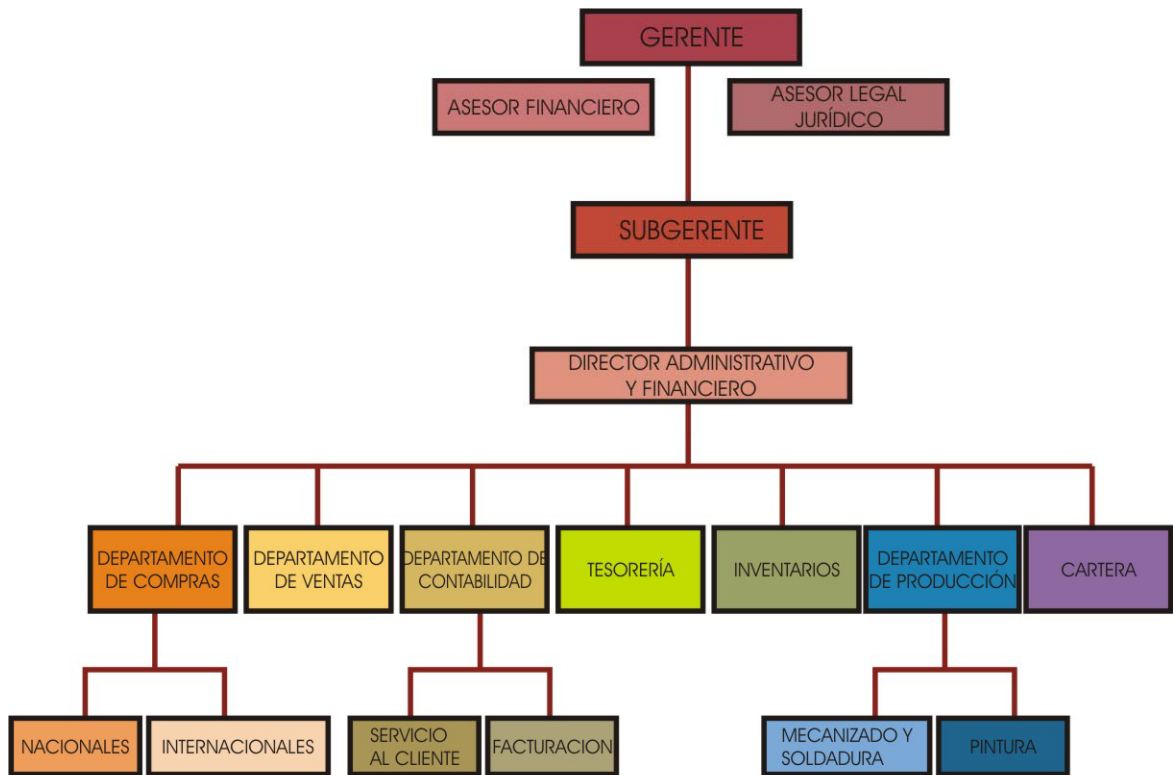 GERENTE
ASESOR FINANCIERO
ASESOR LEGAL
JURÍDICO
SUBGERENTE
DIRECTOR ADMINISTRATIVO
Y FINANCIERO
DEPARTAMENTO
DE COMPRAS
DEPARTAMENTO
DE VENTAS
DEPARTAMENTO DE
CONTABILIDAD
TESORERÍA
INVENTARIOS
DEPARTAMENTO
DE PRODUCCIÓN
CARTERA
NACIONALES
INTERNACIONALES
SERVICIO
AL CLIENTE
FACTURACION
MECANIZADO Y
SOLDADURA
PINTURA